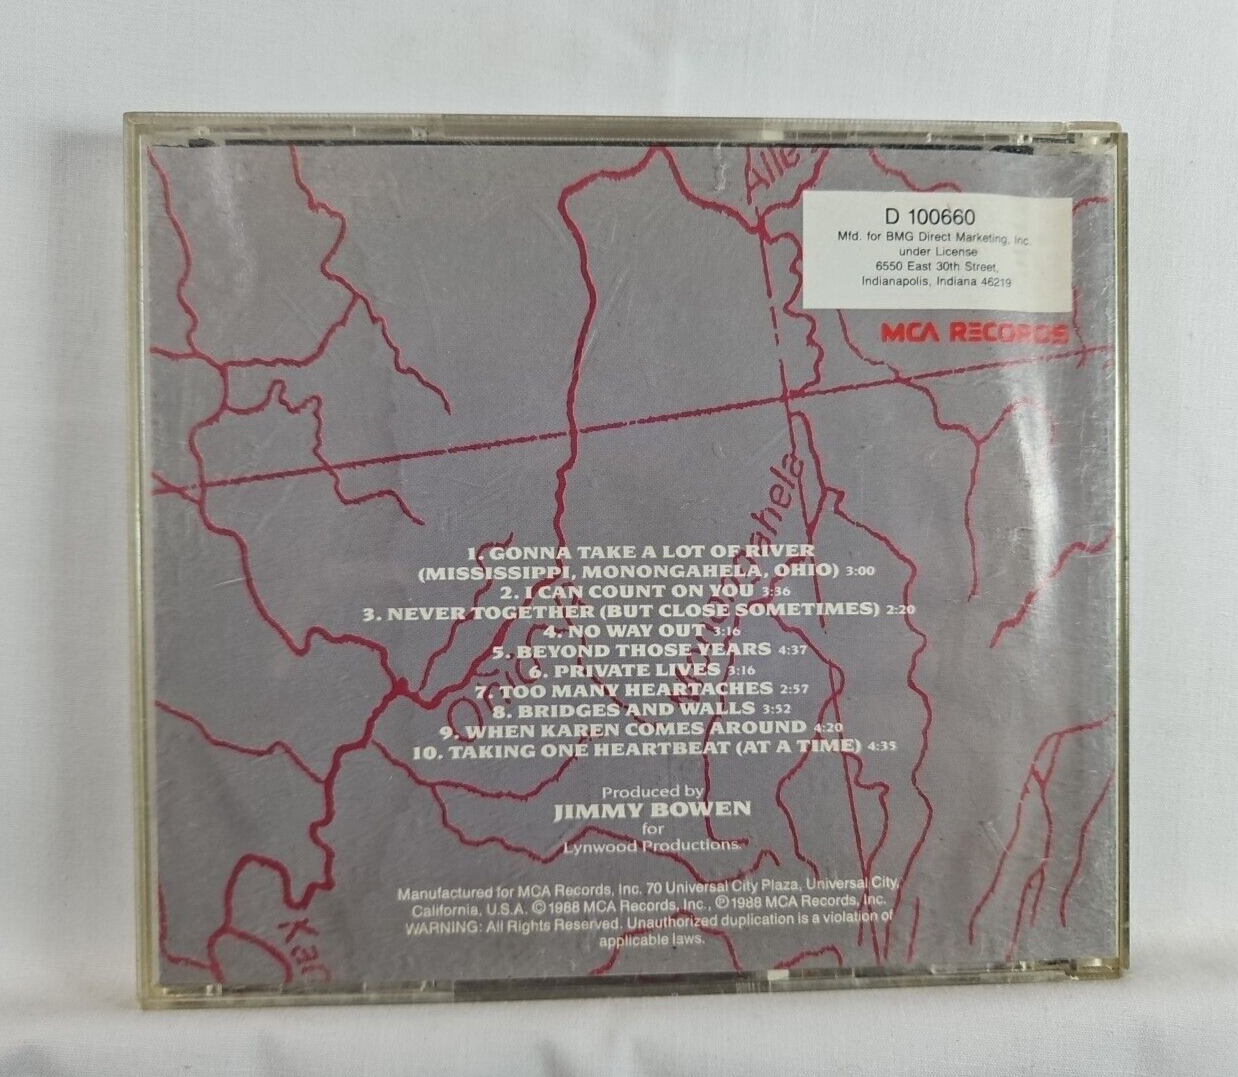 Alle
D 100660
Mfd. for BMG Direct Marketing, Inc.
under License
6550 East 30th Street,
Indianapolis, Indiana 46219
MCA RECORDS
Monongahela
Ohio
1. GONNA TAKE A LOT OF RIVER
(MISSISSIPPI, MONONGAHELA, OHIO) 3:00
2. I CAN COUNT ON YOU 3:36
3. NEVER TOGETHER (BUT CLOSE SOMETIMES) 2:20
4. NO WAY OUT 3:16
5. BEYOND THOSE YEARS 4:37
6. PRIVATE LIVES 3:16
7. TOO MANY HEARTACHES 2:57
8. BRIDGES AND WALLS 3:52
9. WHEN KAREN COMES AROUND 4:20
10. TAKING ONE HEARTBEAT (AT A TIME) 4:35
Produced by
JIMMY BOWEN
for
Lynwood Productions
Manufactured for MCA Records, Inc. 70 Universal City Plaza, Universal City,
California, U.S.A. ©1988 MCA Records, Inc., ℗1988 MCA Records, Inc.
WARNING: All Rights Reserved. Unauthorized duplication is a violation of
applicable laws.
Kan